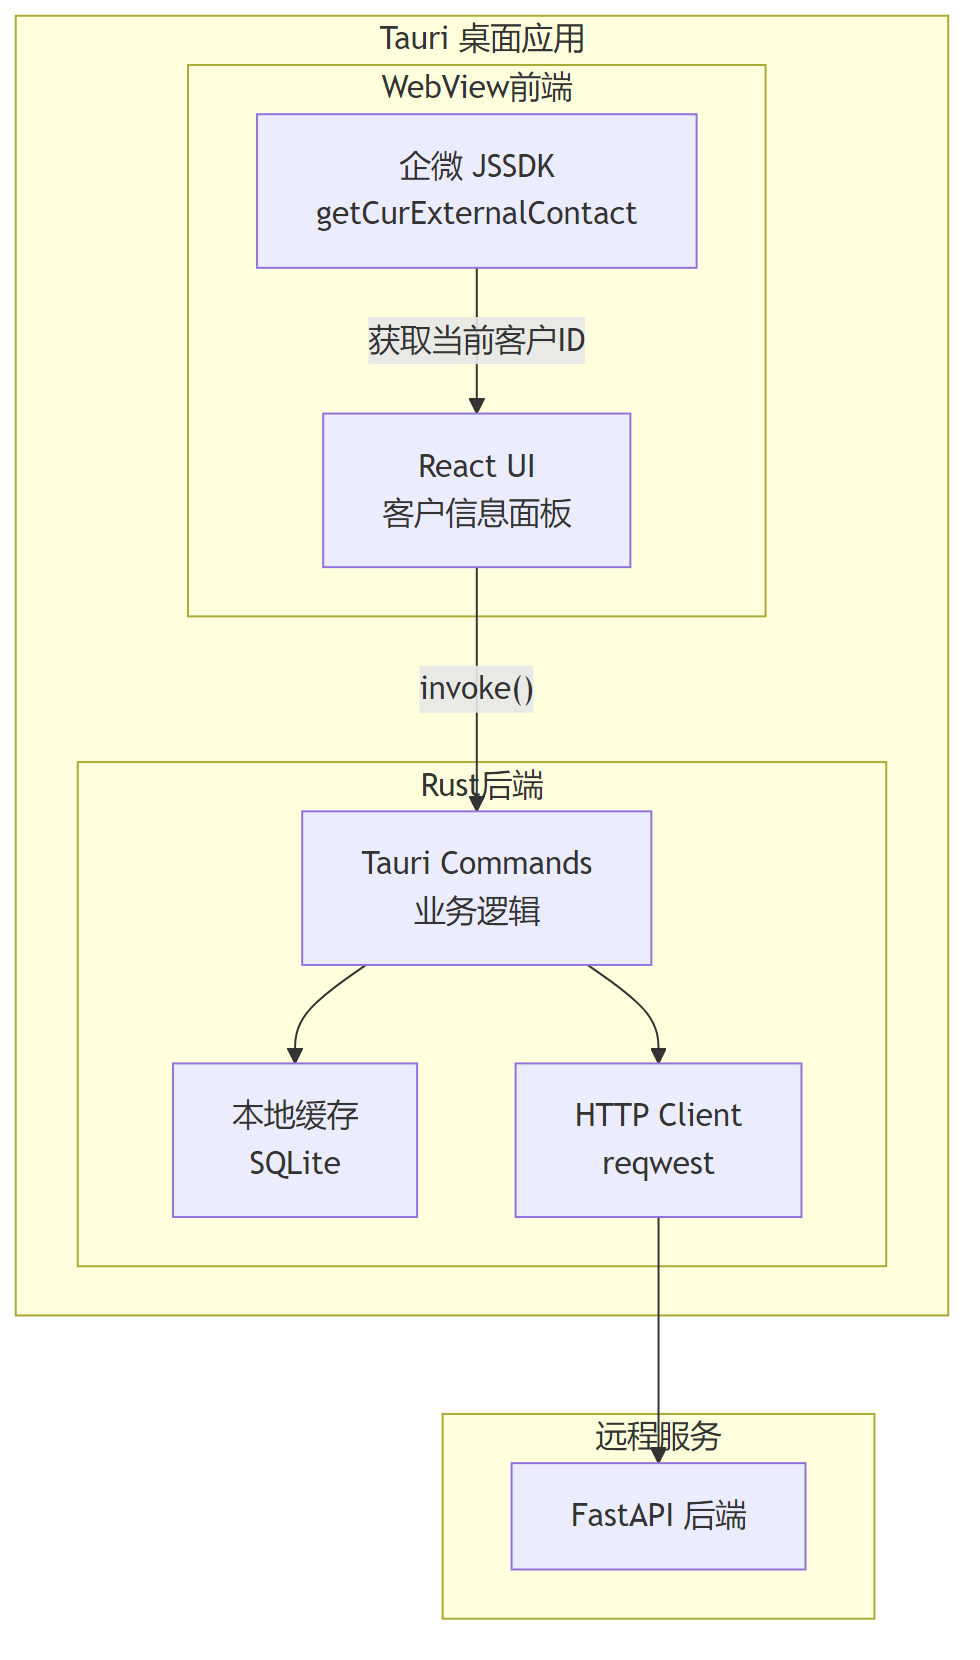 Tauri 桌面应用
WebView前端
企微 JSSDK
getCurExternalContact
获取当前客户ID
React UI
客户信息面板
invoke()
Rust后端
Tauri Commands
业务逻辑
本地缓存
SQLite
HTTP Client
reqwest
远程服务
FastAPI 后端